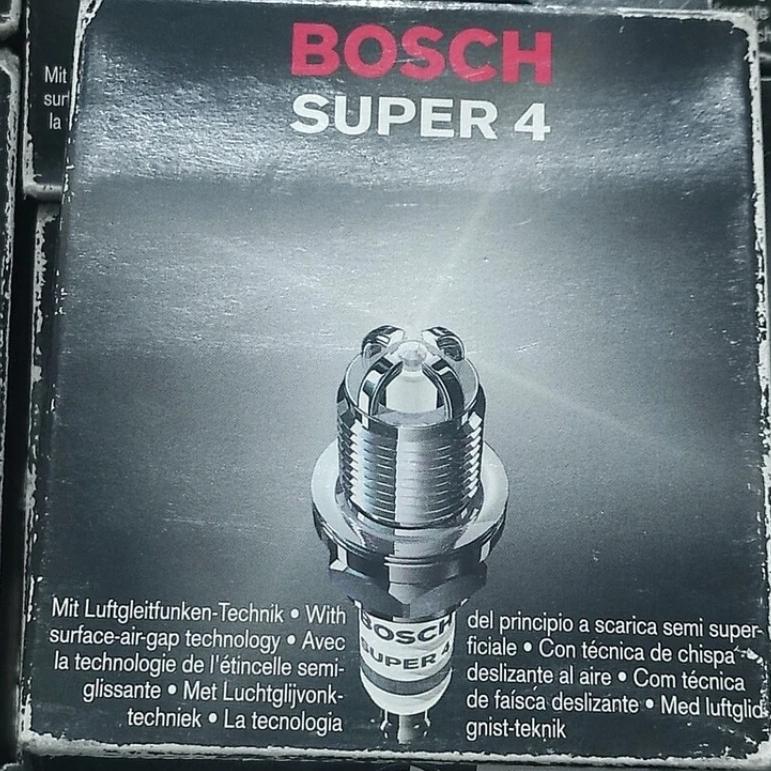 BOSCH
SUPER 4
Mit
sur
la
BOSCH
SUPER 4
Mit Luftgleitfunken-Technik • With
surface-air-gap technology • Avec
la technologie de l'étincelle semi-
glissante • Met Luchtglijvonk-
techniek • La tecnologia
del principio a scarica semi super-
ficiale • Con técnica de chispa
deslizante al aire • Com técnica
de faísca deslizante • Med luftglid
gnist-teknik